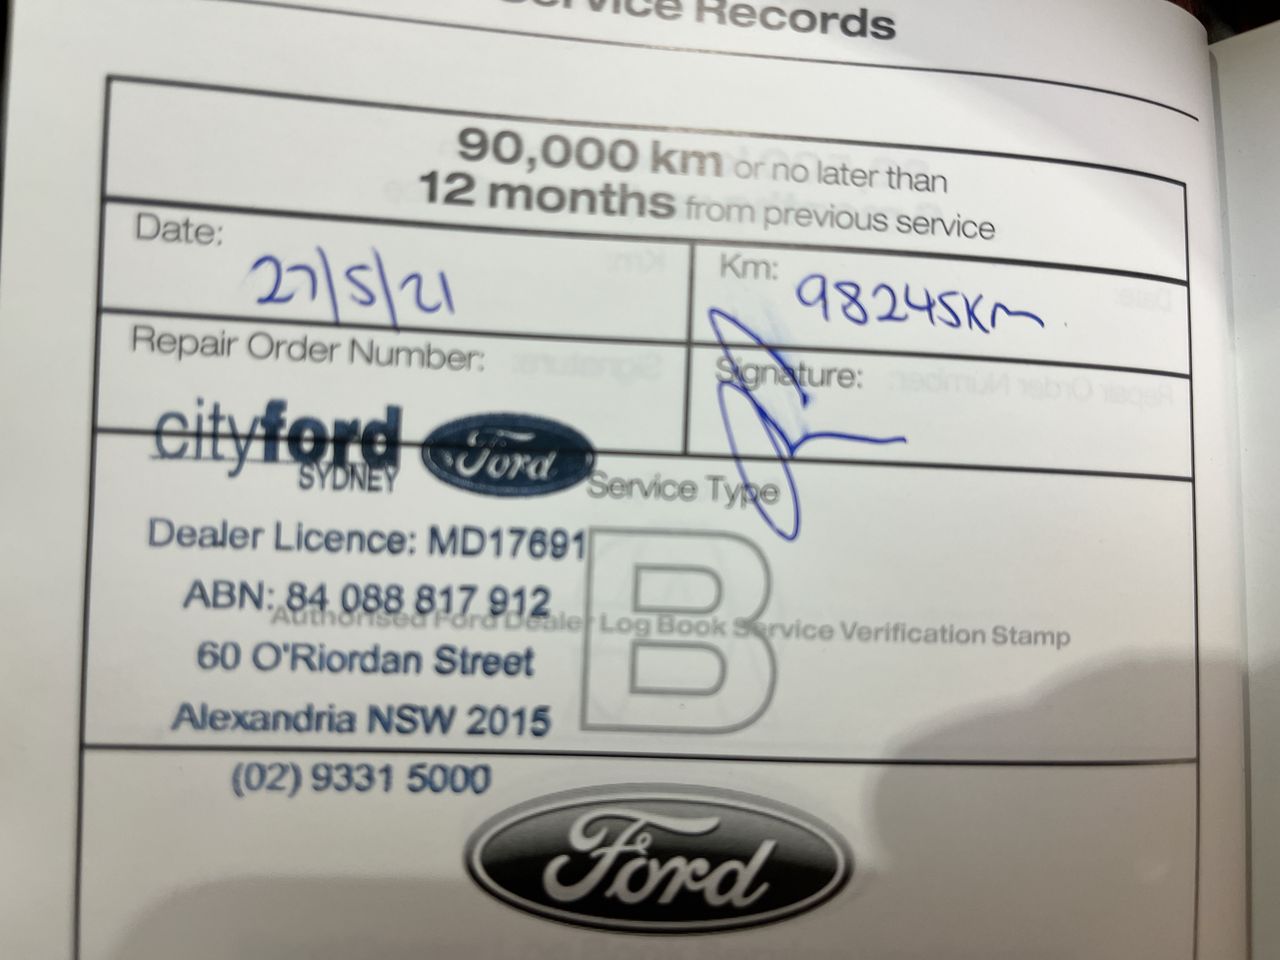 Service Records
90,000 km or no later than
12 months from previous service
Date: 27/5/21
Km: 98245Km
Repair Order Number:
Signature:
cityford
SYDNEY
Ford
Service Type
B
Dealer Licence: MD17691
ABN: 84 088 817 912
Authorised Ford Dealer Log Book Service Verification Stamp
60 O'Riordan Street
Alexandria NSW 2015
(02) 9331 5000
Ford